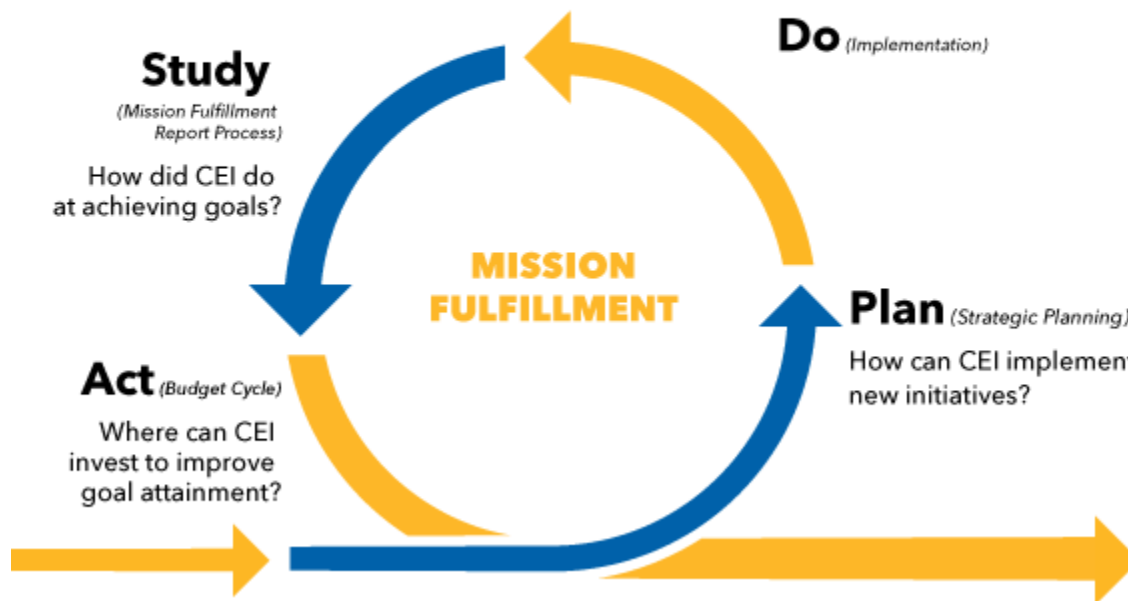 Study
(Mission Fulfillment
Report Process)
How did CEI do
at achieving goals?
Do (Implementation)
MISSION
FULFILLMENT
Plan (Strategic Planning)
How can CEI implement
new initiatives?
Act (Budget Cycle)
Where can CEI
invest to improve
goal attainment?